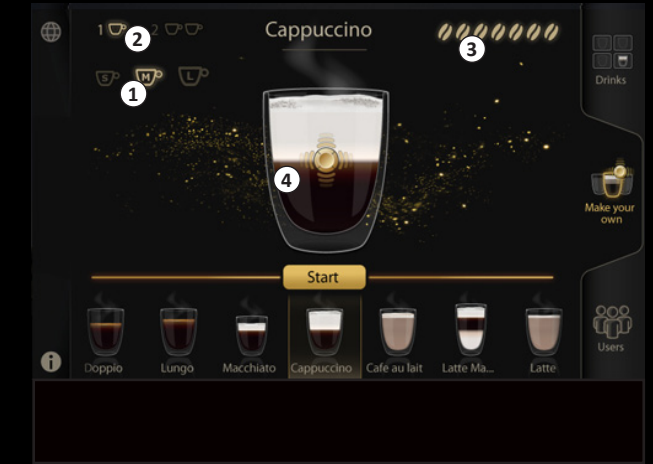 1
2
2
Cappuccino
3
S
M
L
1
Drinks
4
Make your
own
Start
Doppio
Lungo
Macchiato
Cappuccino
Café au lait
Latte Ma...
Latte
Users
i